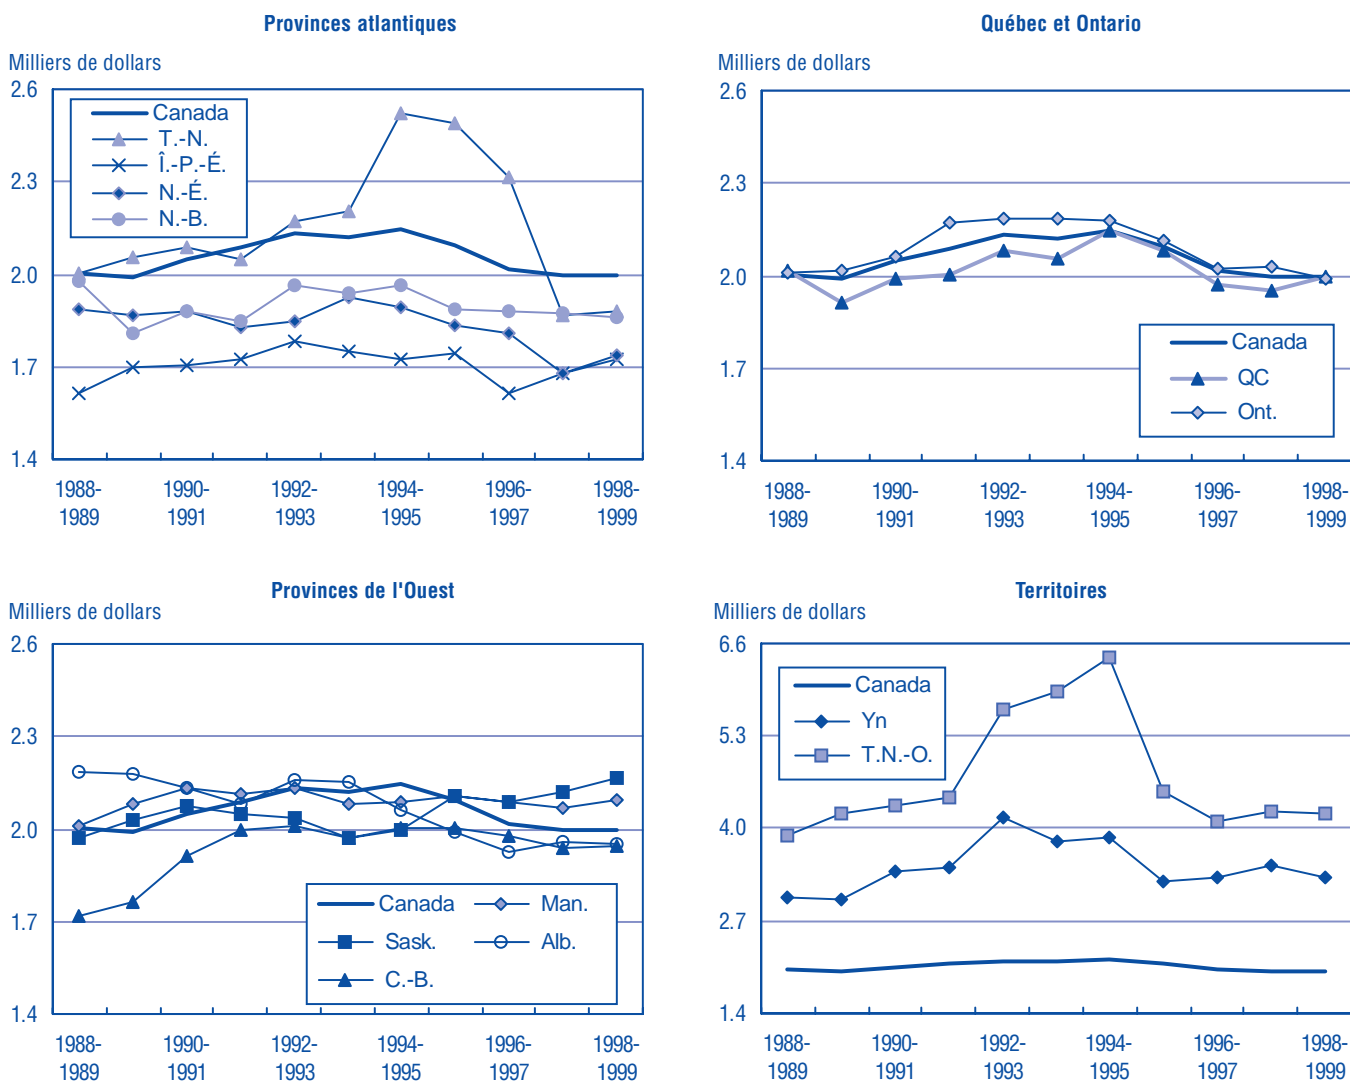 Provinces atlantiques
Milliers de dollars
2.6
2.3
2.0
1.7
1.4
Canada
T.-N.
Î.-P.-É.
N.-É.
N.-B.
1988-
1989
1990-
1991
1992-
1993
1994-
1995
1996-
1997
1998-
1999
Québec et Ontario
Milliers de dollars
2.6
2.3
2.0
1.7
1.4
Canada
QC
Ont.
1988-
1989
1990-
1991
1992-
1993
1994-
1995
1996-
1997
1998-
1999
Provinces de l'Ouest
Milliers de dollars
2.6
2.3
2.0
1.7
1.4
Canada
Man.
Sask.
Alb.
C.-B.
1988-
1989
1990-
1991
1992-
1993
1994-
1995
1996-
1997
1998-
1999
Territoires
Milliers de dollars
6.6
5.3
4.0
2.7
1.4
Canada
Yn
T.N.-O.
1988-
1989
1990-
1991
1992-
1993
1994-
1995
1996-
1997
1998-
1999